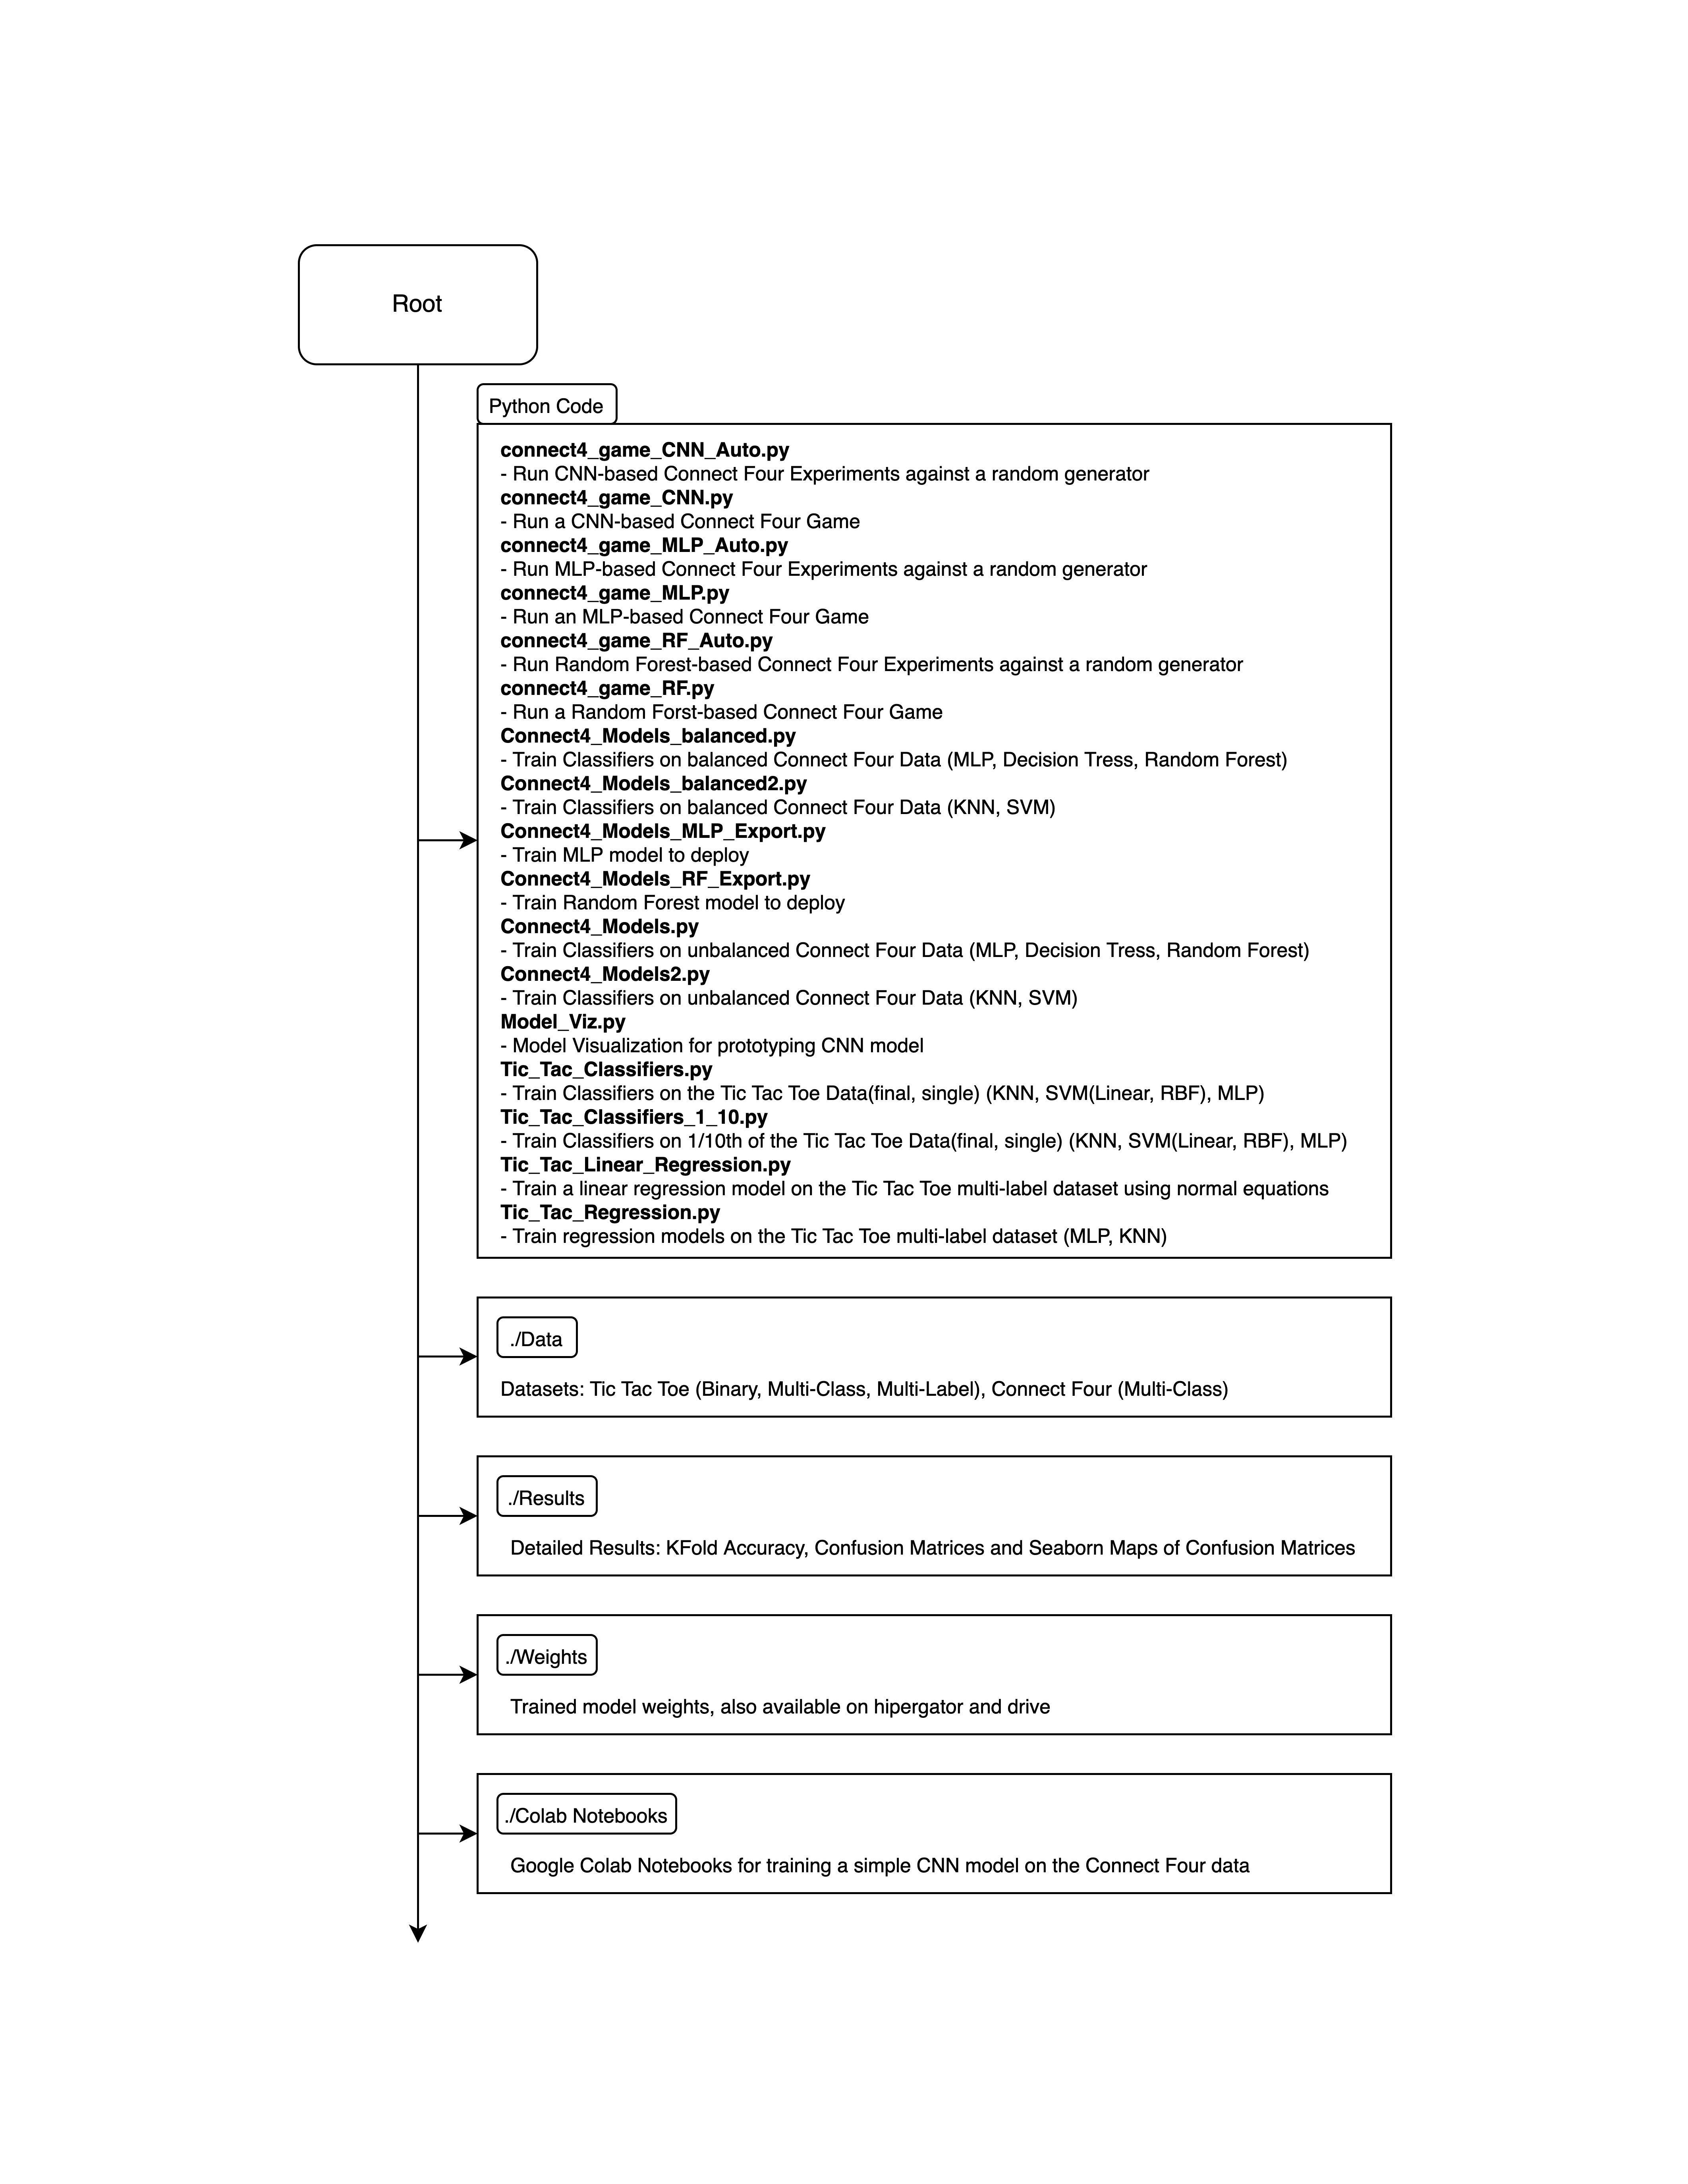 Root
Python Code
connect4_game_CNN_Auto.py
- Run CNN-based Connect Four Experiments against a random generator
connect4_game_CNN.py
- Run a CNN-based Connect Four Game
connect4_game_MLP_Auto.py
- Run MLP-based Connect Four Experiments against a random generator
connect4_game_MLP.py
- Run an MLP-based Connect Four Game
connect4_game_RF_Auto.py
- Run Random Forest-based Connect Four Experiments against a random generator
connect4_game_RF.py
- Run a Random Forst-based Connect Four Game
Connect4_Models_balanced.py
- Train Classifiers on balanced Connect Four Data (MLP, Decision Tress, Random Forest)
Connect4_Models_balanced2.py
- Train Classifiers on balanced Connect Four Data (KNN, SVM)
Connect4_Models_MLP_Export.py
- Train MLP model to deploy
Connect4_Models_RF_Export.py
- Train Random Forest model to deploy
Connect4_Models.py
- Train Classifiers on unbalanced Connect Four Data (MLP, Decision Tress, Random Forest)
Connect4_Models2.py
- Train Classifiers on unbalanced Connect Four Data (KNN, SVM)
Model_Viz.py
- Model Visualization for prototyping CNN model
Tic_Tac_Classifiers.py
- Train Classifiers on the Tic Tac Toe Data(final, single) (KNN, SVM(Linear, RBF), MLP)
Tic_Tac_Classifiers_1_10.py
- Train Classifiers on 1/10th of the Tic Tac Toe Data(final, single) (KNN, SVM(Linear, RBF), MLP)
Tic_Tac_Linear_Regression.py
- Train a linear regression model on the Tic Tac Toe multi-label dataset using normal equations
Tic_Tac_Regression.py
- Train regression models on the Tic Tac Toe multi-label dataset (MLP, KNN)
./Data
Datasets: Tic Tac Toe (Binary, Multi-Class, Multi-Label), Connect Four (Multi-Class)
./Results
Detailed Results: KFold Accuracy, Confusion Matrices and Seaborn Maps of Confusion Matrices
./Weights
Trained model weights, also available on hipergator and drive
./Colab Notebooks
Google Colab Notebooks for training a simple CNN model on the Connect Four data